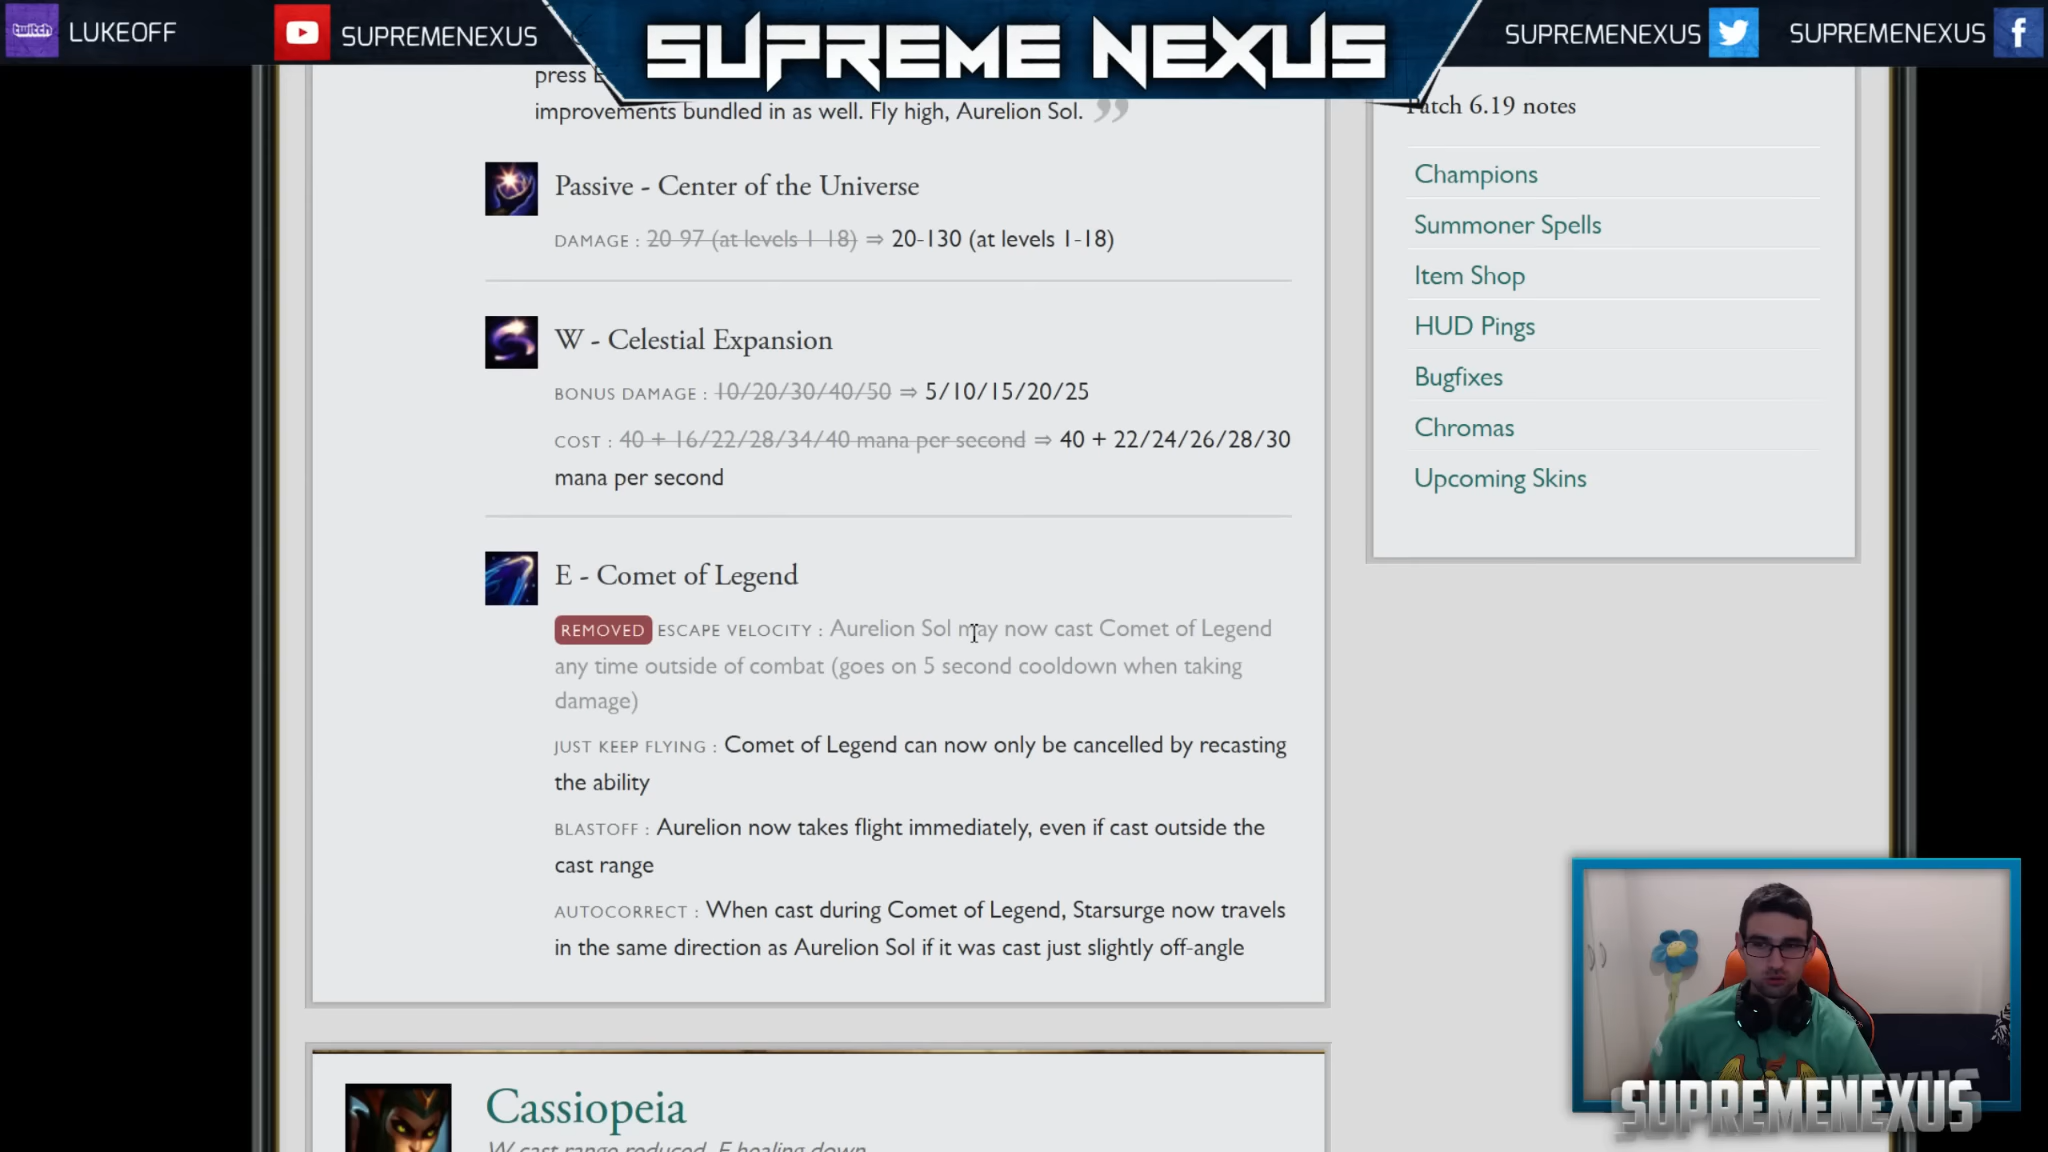 twitch LUKEOFF SUPREMENEXUS SUPREME NEXUS SUPREMENEXUS SUPREMENEXUS
press E
improvements bundled in as well. Fly high, Aurelion Sol. ”
Passive - Center of the Universe
DAMAGE : 20-97 (at levels 1-18) ⇒ 20-130 (at levels 1-18)
W - Celestial Expansion
BONUS DAMAGE : 10/20/30/40/50 ⇒ 5/10/15/20/25
COST : 40 + 16/22/28/34/40 mana per second ⇒ 40 + 22/24/26/28/30
mana per second
E - Comet of Legend
REMOVED ESCAPE VELOCITY : Aurelion Sol may now cast Comet of Legend
any time outside of combat (goes on 5 second cooldown when taking
damage)
JUST KEEP FLYING : Comet of Legend can now only be cancelled by recasting
the ability
BLASTOFF : Aurelion now takes flight immediately, even if cast outside the
cast range
AUTOCORRECT : When cast during Comet of Legend, Starsurge now travels
in the same direction as Aurelion Sol if it was cast just slightly off-angle
Cassiopeia
W cast range reduced. E healing down.
Patch 6.19 notes
Champions
Summoner Spells
Item Shop
HUD Pings
Bugfixes
Chromas
Upcoming Skins
SUPREMENEXUS